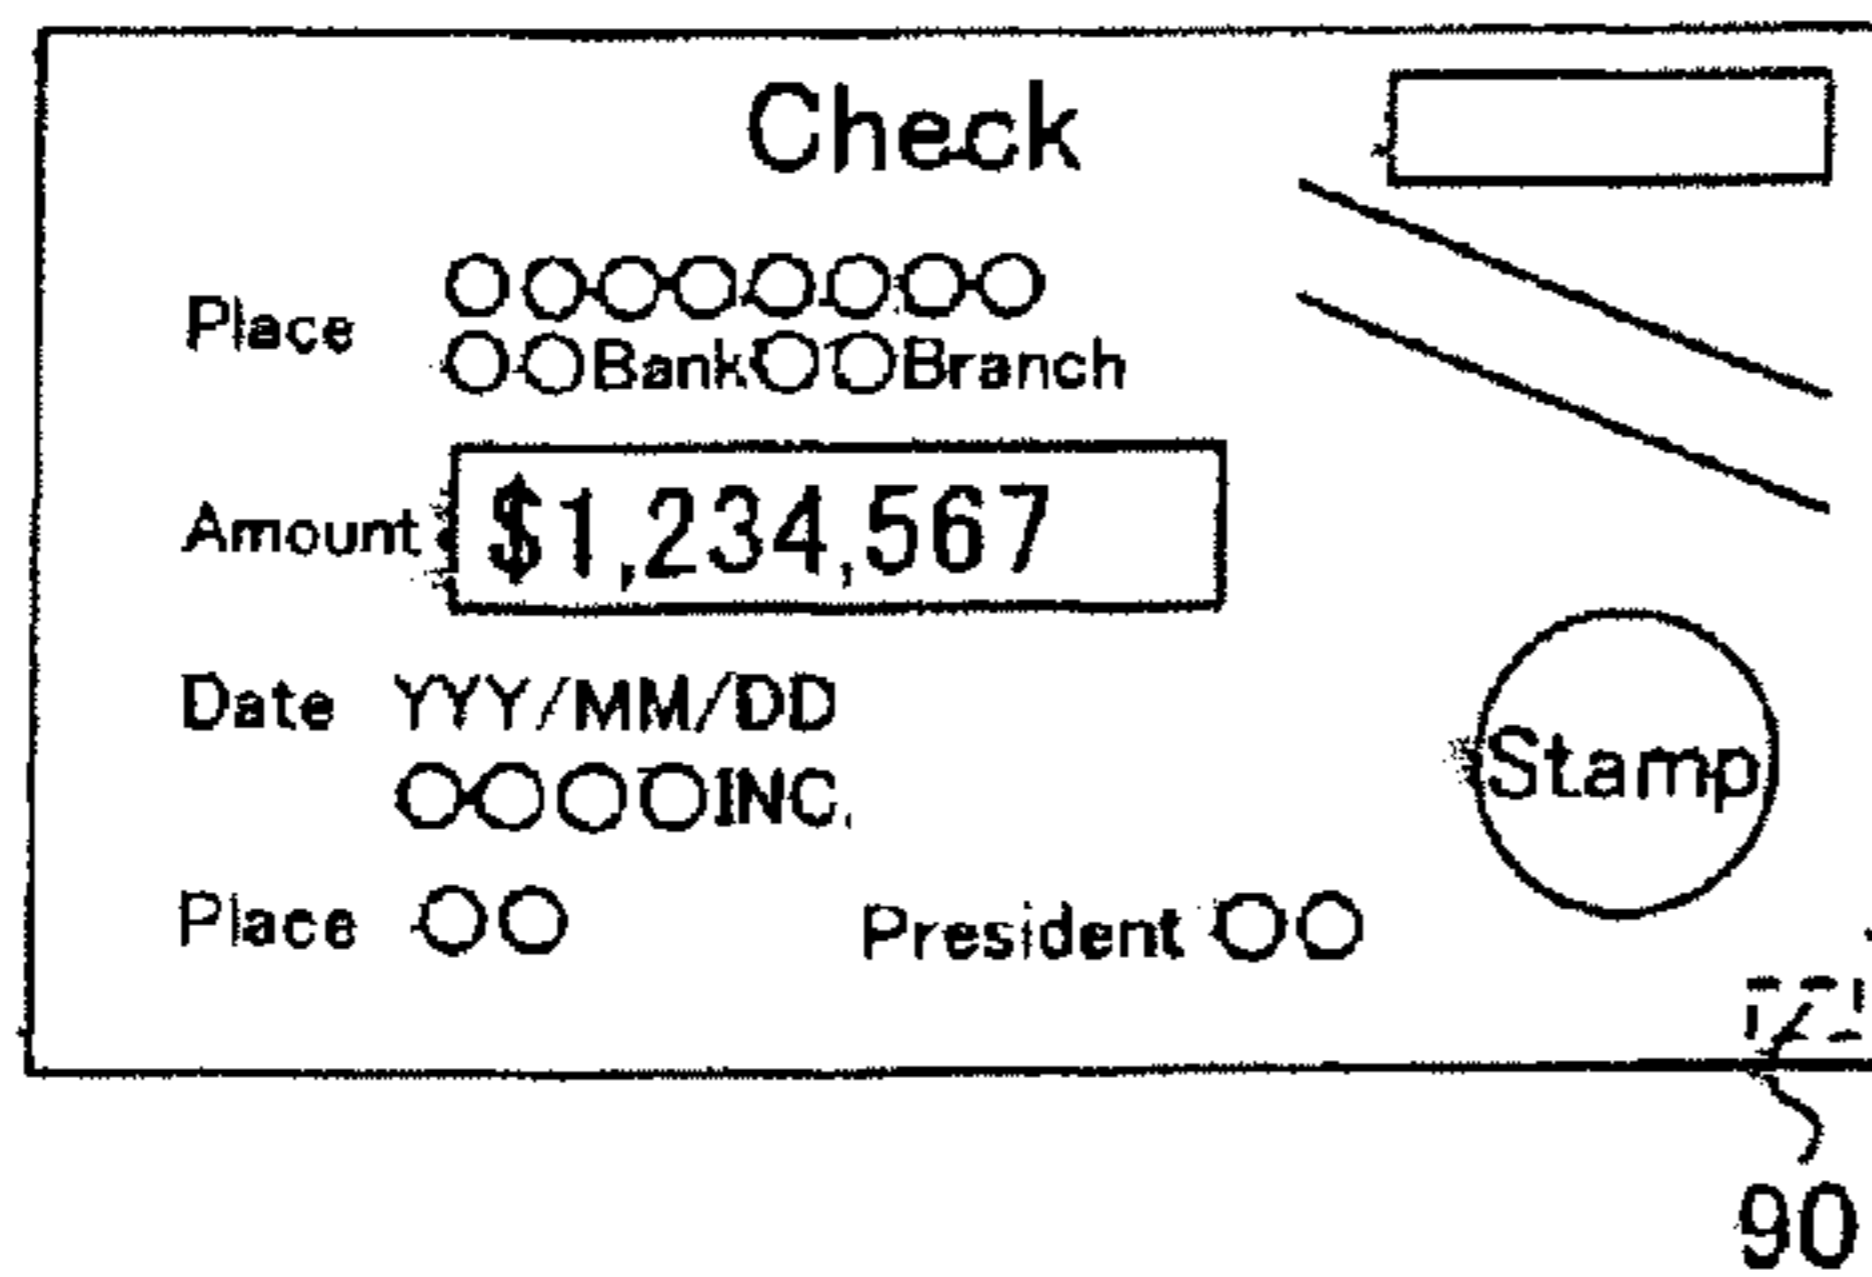 Check
Place ○○○○○○○○
○○Bank○○Branch
Amount $1,234,567
Date YYY/MM/DD
○○○○INC.
Stamp
Place ○○ President ○○
90